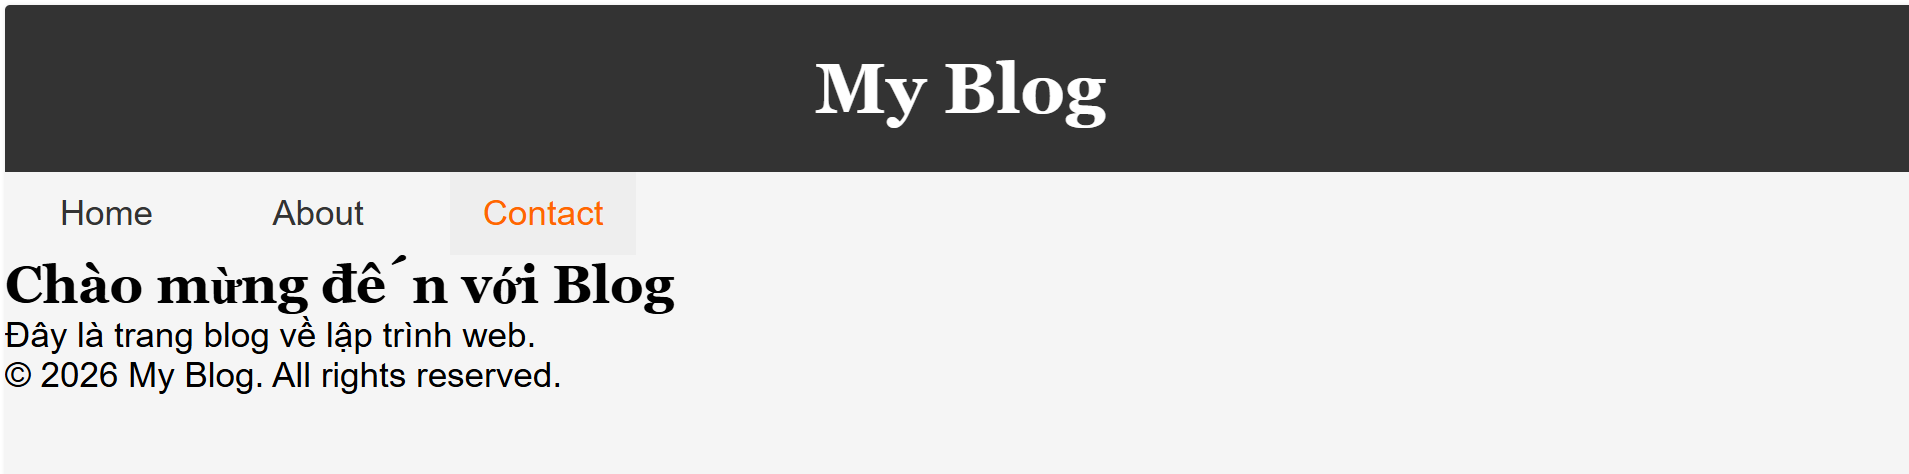 My Blog
Home About Contact
Chào mừng đến với Blog
Đây là trang blog về lập trình web.
© 2026 My Blog. All rights reserved.